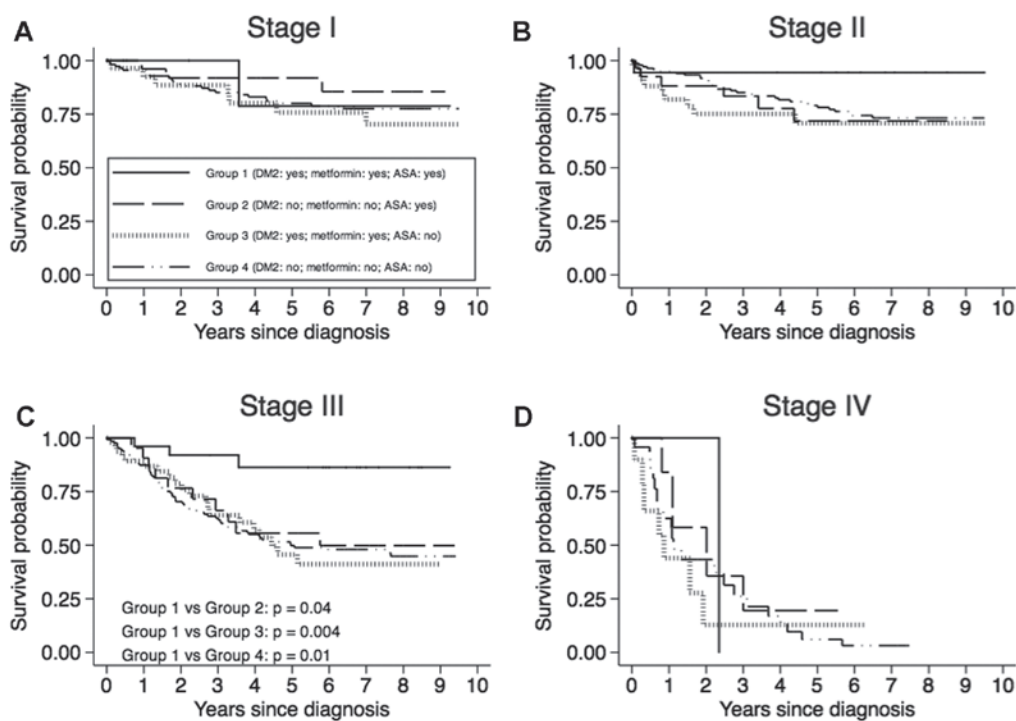 A
Stage I
Survival probability
1.00
0.75
0.50
0.25
0.00
Group 1 (DM2: yes; metformin: yes; ASA: yes)
Group 2 (DM2: no; metformin: no; ASA: yes)
Group 3 (DM2: yes; metformin: yes; ASA: no)
Group 4 (DM2: no; metformin: no; ASA: no)
0 1 2 3 4 5 6 7 8 9 10
Years since diagnosis
B
Stage II
Survival probability
1.00
0.75
0.50
0.25
0.00
0 1 2 3 4 5 6 7 8 9 10
Years since diagnosis
C
Stage III
Survival probability
1.00
0.75
0.50
0.25
0.00
Group 1 vs Group 2: p = 0.04
Group 1 vs Group 3: p = 0.004
Group 1 vs Group 4: p = 0.01
0 1 2 3 4 5 6 7 8 9 10
Years since diagnosis
D
Stage IV
Survival probability
1.00
0.75
0.50
0.25
0.00
0 1 2 3 4 5 6 7 8 9 10
Years since diagnosis